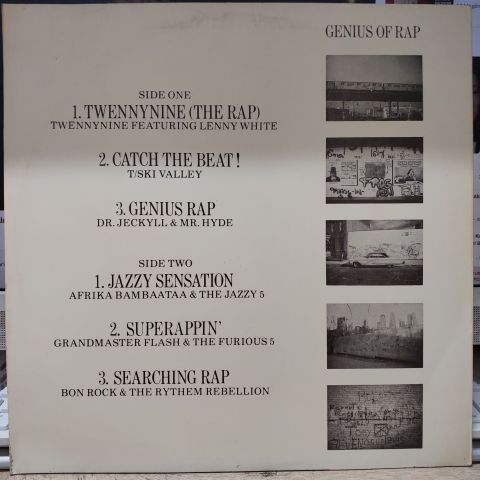 GENIUS OF RAP
SIDE ONE
1. TWENNYNINE (THE RAP)
TWENNYNINE FEATURING LENNY WHITE
2. CATCH THE BEAT!
T/SKI VALLEY
3. GENIUS RAP
DR. JECKYLL & MR. HYDE
SIDE TWO
1. JAZZY SENSATION
AFRIKA BAMBAATAA & THE JAZZY 5
2. SUPERAPPIN'
GRANDMASTER FLASH & THE FURIOUS 5
3. SEARCHING RAP
BON ROCK & THE RYTHEM REBELLION